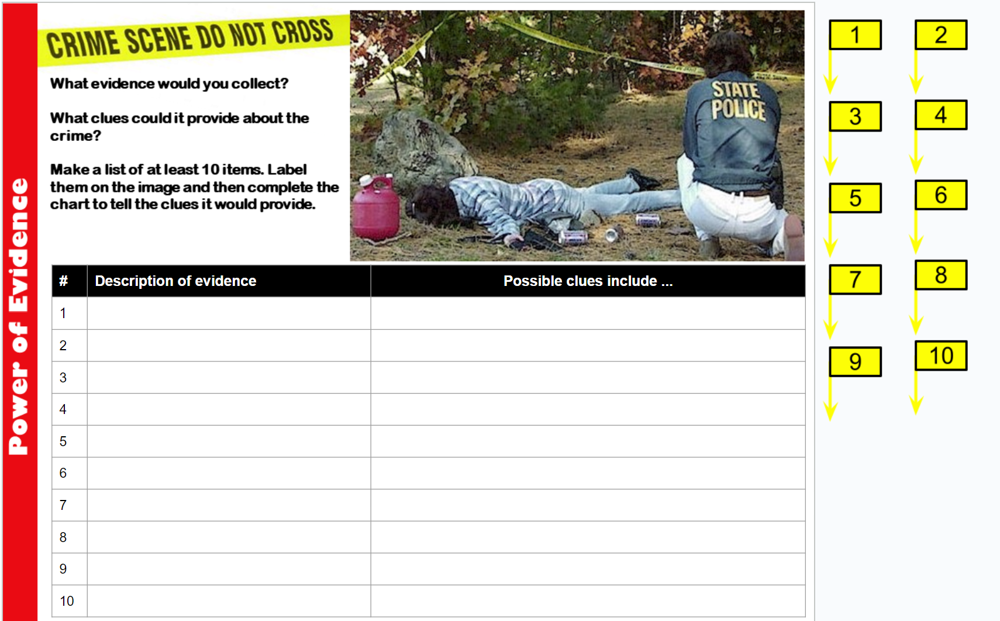 Power of Evidence
CRIME SCENE DO NOT CROSS
What evidence would you collect?
What clues could it provide about the
crime?
Make a list of at least 10 items. Label
them on the image and then complete the
chart to tell the clues it would provide.
STATE
POLICE
# Description of evidence Possible clues include ...
1
2
3
4
5
6
7
8
9
10
1 2
3 4
5 6
7 8
9 10